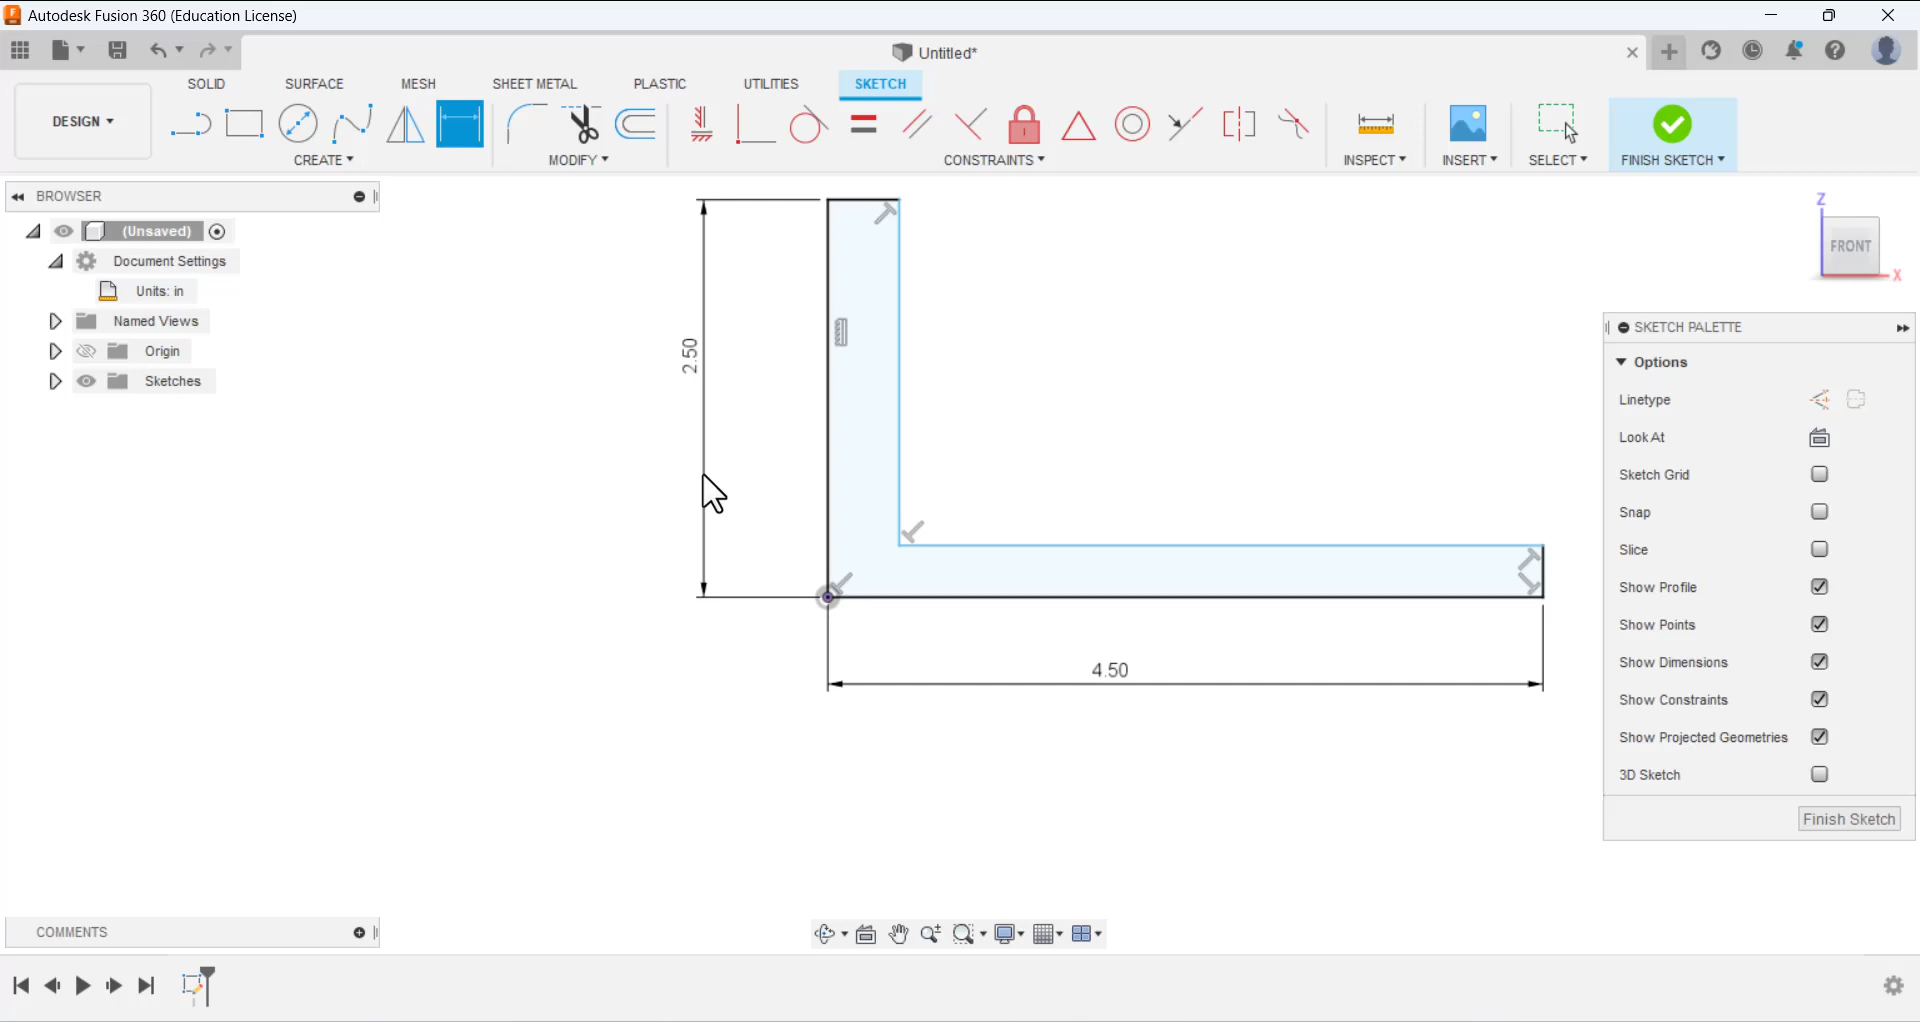 Autodesk Fusion 360 (Education License)
Untitled*
SOLID
SURFACE
MESH
SHEET METAL
PLASTIC
UTILITIES
SKETCH
DESIGN
CREATE
MODIFY
CONSTRAINTS
INSPECT
INSERT
SELECT
FINISH SKETCH
BROWSER
(Unsaved)
Document Settings
Units: in
Named Views
Origin
Sketches
2.50
4.50
Z
FRONT
X
SKETCH PALETTE
Options
Linetype
Look At
Sketch Grid
Snap
Slice
Show Profile
Show Points
Show Dimensions
Show Constraints
Show Projected Geometries
3D Sketch
Finish Sketch
COMMENTS